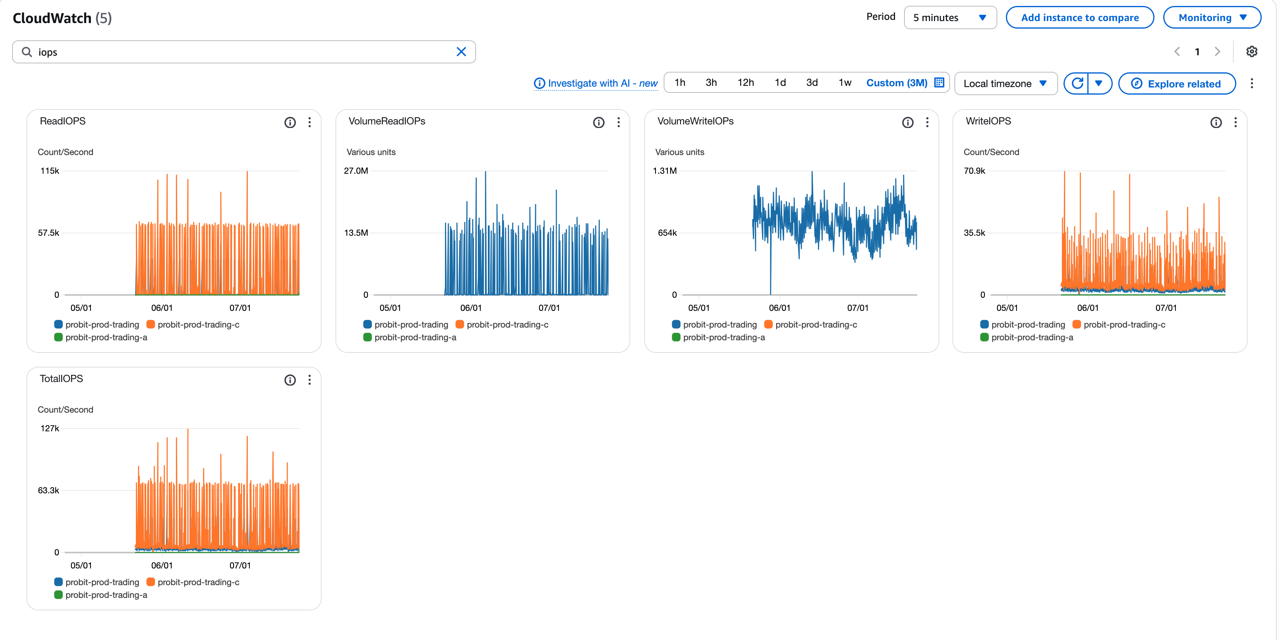 CloudWatch (5)
Period
5 minutes
Add instance to compare
Monitoring
iops
1
Investigate with AI - new
1h 3h 12h 1d 3d 1w Custom (3M)
Local timezone
Explore related
ReadIOPS
Count/Second
115k
57.5k
0
05/01 06/01 07/01
probit-prod-trading probit-prod-trading-c
probit-prod-trading-a
VolumeReadIOPs
Various units
27.0M
13.5M
0
05/01 06/01 07/01
probit-prod-trading probit-prod-trading-c
probit-prod-trading-a
VolumeWriteIOPs
Various units
1.31M
654k
0
05/01 06/01 07/01
probit-prod-trading probit-prod-trading-c
probit-prod-trading-a
WriteIOPS
Count/Second
70.9k
35.5k
0
05/01 06/01 07/01
probit-prod-trading probit-prod-trading-c
probit-prod-trading-a
TotalIOPS
Count/Second
127k
63.3k
0
05/01 06/01 07/01
probit-prod-trading probit-prod-trading-c
probit-prod-trading-a